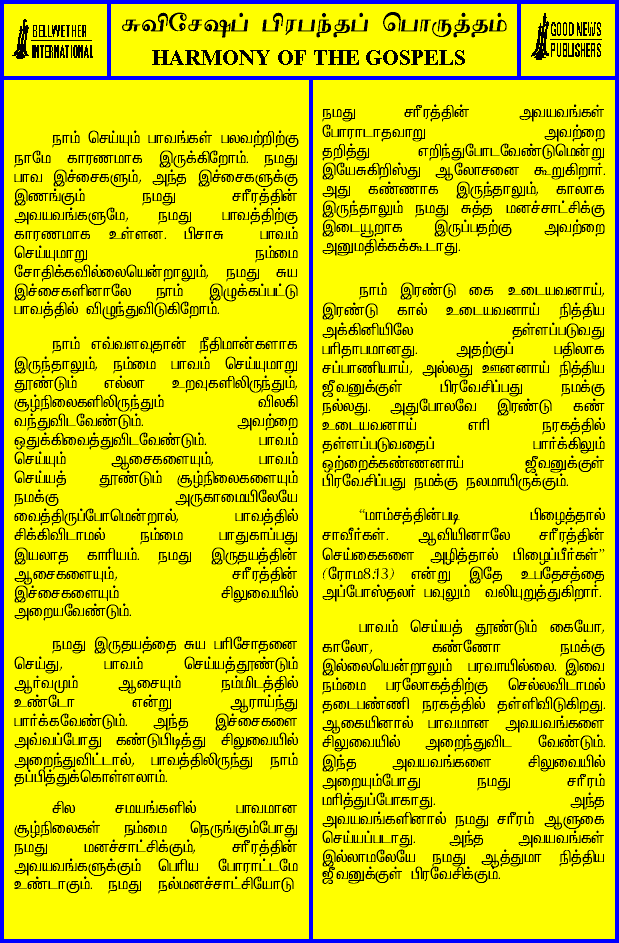 BELLWETHER
INTERNATIONAL
சுவிசேஷப் பிரபந்தப் பொருத்தம்
HARMONY OF THE GOSPELS
GOOD NEWS
PUBLISHERS
நாம் செய்யும் பாவங்கள் பலவற்றிற்கு
நாமே காரணமாக இருக்கிறோம். நமது
பாவ இச்சைகளும், அந்த இச்சைகளுக்கு
இணங்கும் நமது சரீரத்தின்
அவயவங்களுமே, நமது பாவத்திற்கு
காரணமாக உள்ளன. பிசாசு பாவம்
செய்யுமாறு நம்மை
சோதிக்கவில்லையென்றாலும், நமது சுய
இச்சைகளினாலே நாம் இழுக்கப்பட்டு
பாவத்தில் விழுந்துவிடுகிறோம்.
நாம் எவ்வளவுதான் நீதிமான்களாக
இருந்தாலும், நம்மை பாவம் செய்யுமாறு
தூண்டும் எல்லா உறவுகளிலிருந்தும்,
சூழ்நிலைகளிலிருந்தும் விலகி
வந்துவிடவேண்டும். அவற்றை
ஒதுக்கிவைத்துவிடவேண்டும். பாவம்
செய்யும் ஆசைகளையும், பாவம்
செய்யத் தூண்டும் சூழ்நிலைகளையும்
நமக்கு அருகாமையிலேயே
வைத்திருப்போமென்றால், பாவத்தில்
சிக்கிவிடாமல் நம்மை பாதுகாப்பது
இயலாத காரியம். நமது இருதயத்தின்
ஆசைகளையும், சரீரத்தின்
இச்சைகளையும் சிலுவையில்
அறையவேண்டும்.
நமது இருதயத்தை சுய பரிசோதனை
செய்து, பாவம் செய்யத்தூண்டும்
ஆர்வமும் ஆசையும் நம்மிடத்தில்
உண்டோ என்று ஆராய்ந்து
பார்க்கவேண்டும். அந்த இச்சைகளை
அவ்வப்போது கண்டுபிடித்து சிலுவையில்
அறைந்துவிட்டால், பாவத்திலிருந்து நாம்
தப்பித்துக்கொள்ளலாம்.
சில சமயங்களில் பாவமான
சூழ்நிலைகள் நம்மை நெருங்கும்போது
நமது மனச்சாட்சிக்கும், சரீரத்தின்
அவயவங்களுக்கும் பெரிய போராட்டமே
உண்டாகும். நமது நல்மனச்சாட்சியோடு
நமது சரீரத்தின் அவயவங்கள்
போராடாதவாறு அவற்றை
தறித்து எறிந்துபோடவேண்டுமென்று
இயேசுகிறிஸ்து ஆலோசனை கூறுகிறார்.
அது கண்ணாக இருந்தாலும், காலாக
இருந்தாலும் நமது சுத்த மனச்சாட்சிக்கு
இடையூறாக இருப்பதற்கு அவற்றை
அனுமதிக்கக்கூடாது.
நாம் இரண்டு கை உடையவனாய்,
இரண்டு கால் உடையவனாய் நித்திய
அக்கினியிலே தள்ளப்படுவது
பரிதாபமானது. அதற்குப் பதிலாக
சப்பாணியாய், அல்லது ஊனனாய் நித்திய
ஜீவனுக்குள் பிரவேசிப்பது நமக்கு
நல்லது. அதுபோலவே இரண்டு கண்
உடையவனாய் எரி நரகத்தில்
தள்ளப்படுவதைப் பார்க்கிலும்
ஒற்றைக்கண்ணனாய் ஜீவனுக்குள்
பிரவேசிப்பது நமக்கு நலமாயிருக்கும்.
“மாம்சத்தின்படி பிழைத்தால்
சாவீர்கள். ஆவியினாலே சரீரத்தின்
செய்கைகளை அழித்தால் பிழைப்பீர்கள்”
(ரோம8:13) என்று இதே உபதேசத்தை
அப்போஸ்தலர் பவுலும் வலியுறுத்துகிறார்.
பாவம் செய்யத் தூண்டும் கையோ,
காலோ, கண்ணோ நமக்கு
இல்லையென்றாலும் பரவாயில்லை. இவை
நம்மை பரலோகத்திற்கு செல்லவிடாமல்
தடைபண்ணி நரகத்தில் தள்ளிவிடுகிறது.
ஆகையினால் பாவமான அவயவங்களை
சிலுவையில் அறைந்துவிட வேண்டும்.
இந்த அவயவங்களை சிலுவையில்
அறையும்போது நமது சரீரம்
மரித்துப்போகாது. அந்த
அவயவங்களினால் நமது சரீரம் ஆளுகை
செய்யப்படாது. அந்த அவயவங்கள்
இல்லாமலேயே நமது ஆத்துமா நித்திய
ஜீவனுக்குள் பிரவேசிக்கும்.